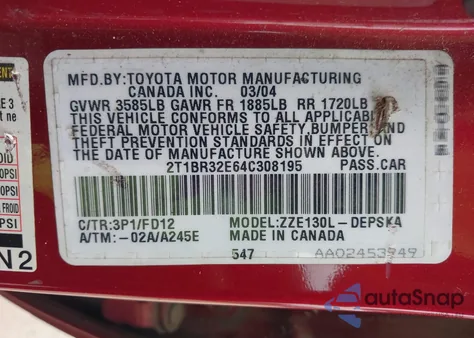 MFD.BY:TOYOTA MOTOR MANUFACTURING
CANADA INC. 03/04
GVWR 3585LB GAWR FR 1885LB RR 1720LB
THIS VEHICLE CONFORMS TO ALL APPLICABLE
FEDERAL MOTOR VEHICLE SAFETY, BUMPER, AND
THEFT PREVENTION STANDARDS IN EFFECT ON
THE DATE OF MANUFACTURE SHOWN ABOVE.
2T1BR32E64C308195 PASS.CAR
C/TR:3P1/FD12 MODEL:ZZE130L-DEPSKA
A/TM:-02A/A245E MADE IN CANADA
547 AA02453949
N2
autoSnap